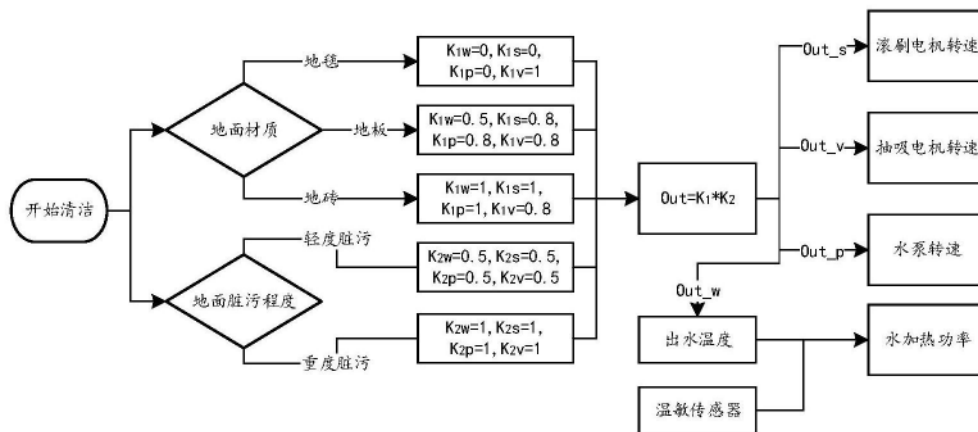 开始清洁
地面材质
地毯
K1w=0, K1s=0,
K1p=0, K1v=1
地板
K1w=0.5, K1s=0.8,
K1p=0.8, K1v=0.8
地砖
K1w=1, K1s=1,
K1p=1, K1v=0.8
地面脏污程度
轻度脏污
K2w=0.5, K2s=0.5,
K2p=0.5, K2v=0.5
重度脏污
K2w=1, K2s=1,
K2p=1, K2v=1
Out=K1*K2
Out_s
滚刷电机转速
Out_v
抽吸电机转速
Out_p
水泵转速
Out_w
出水温度
水加热功率
温敏传感器